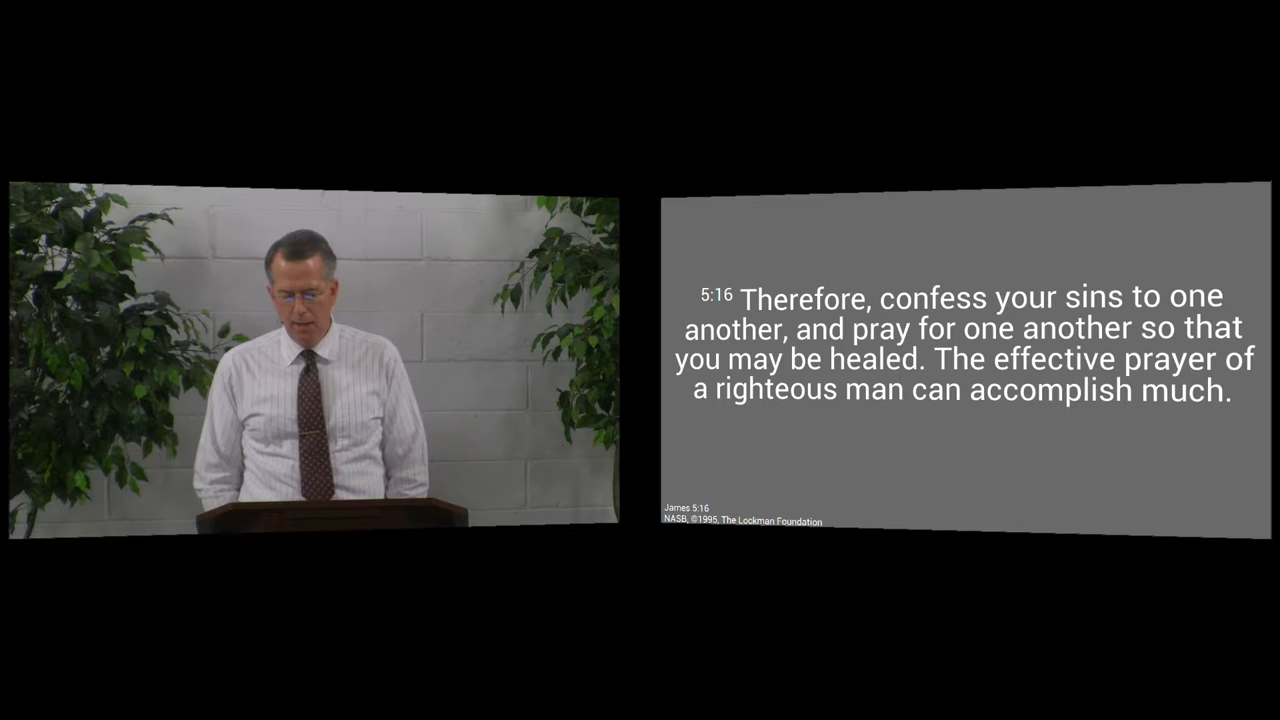 5:16 Therefore, confess your sins to one
another, and pray for one another so that
you may be healed. The effective prayer of
a righteous man can accomplish much.
James 5:16
NASB, ©1995, The Lockman Foundation